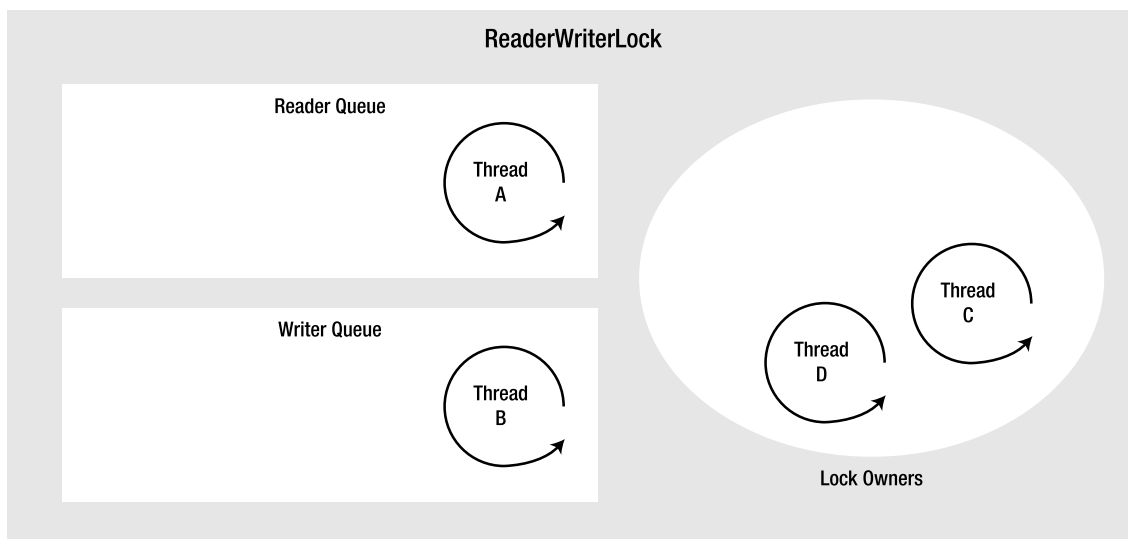 ReaderWriterLock
Reader Queue
Thread
A
Writer Queue
Thread
B
Thread
C
Thread
D
Lock Owners